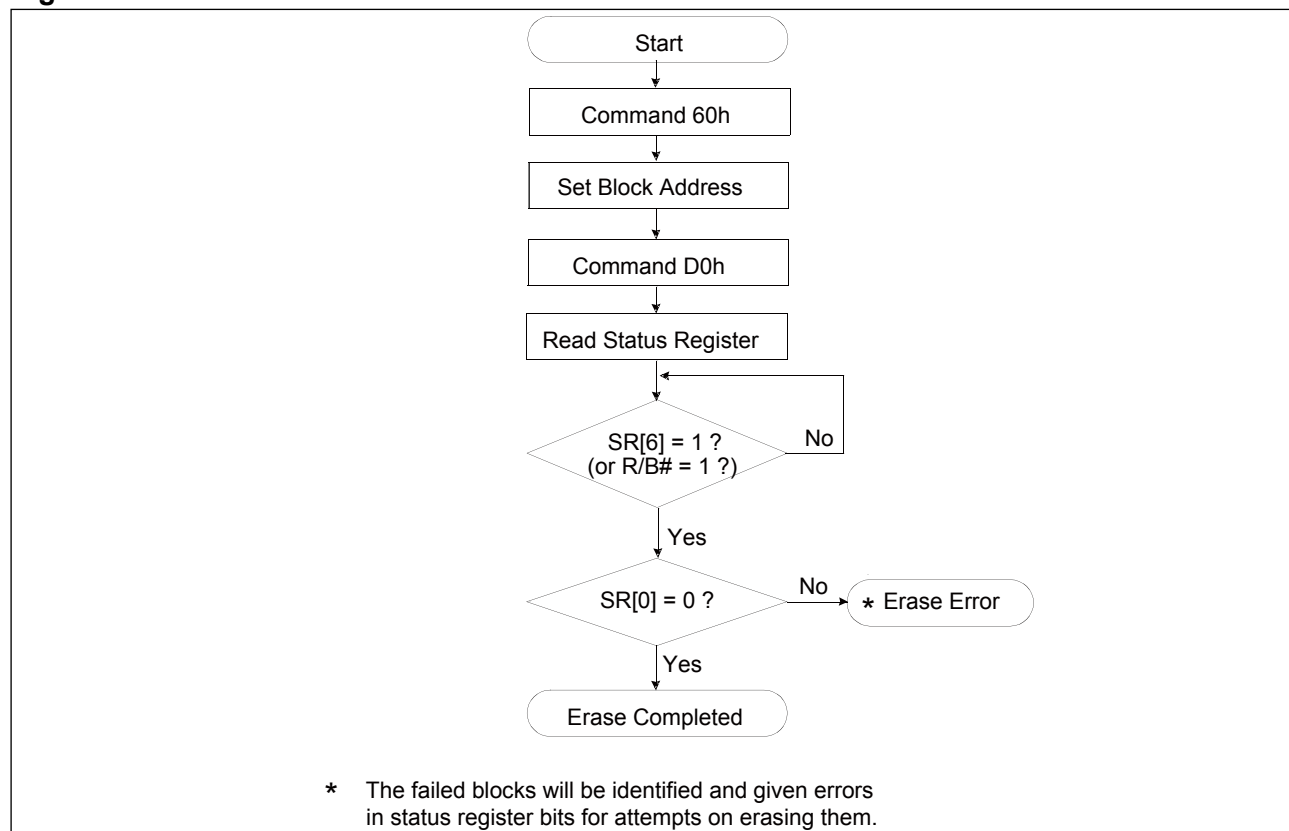 Start
Command 60h
Set Block Address
Command D0h
Read Status Register
SR[6] = 1 ?
(or R/B# = 1 ?)
No
Yes
SR[0] = 0 ?
No
* Erase Error
Yes
Erase Completed
* The failed blocks will be identified and given errors
in status register bits for attempts on erasing them.